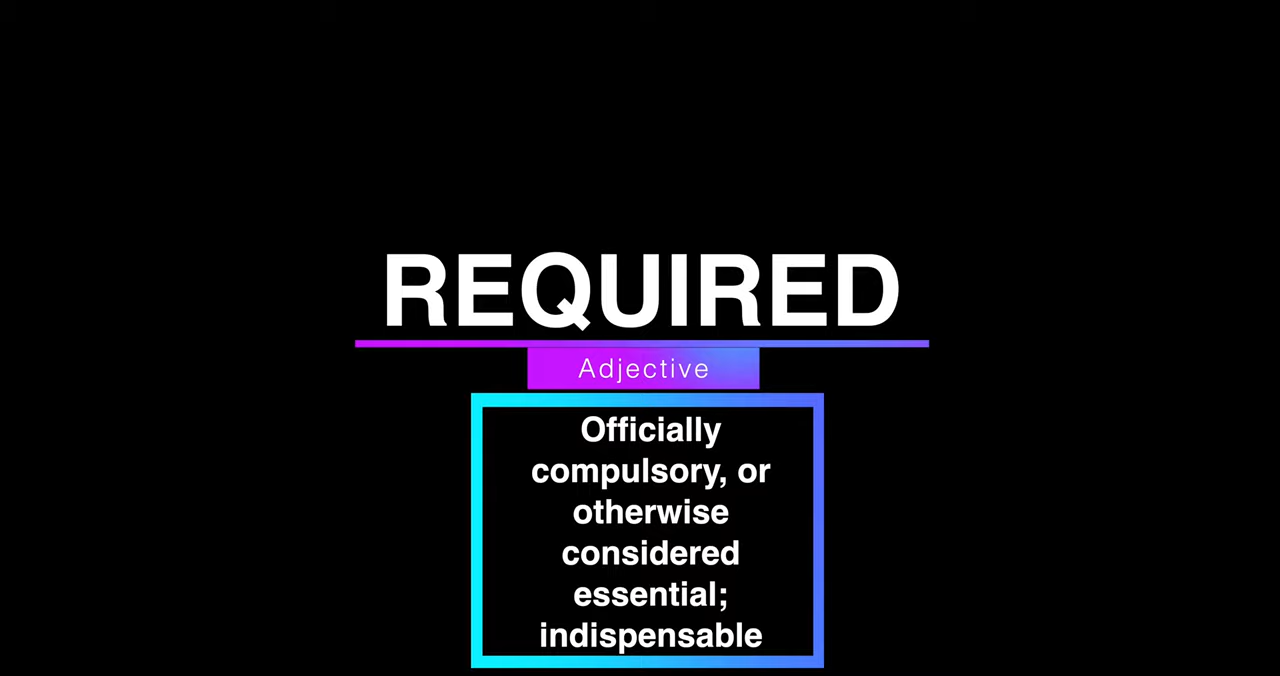 REQUIRED
Adjective
Officially
compulsory, or
otherwise
considered
essential;
indispensable